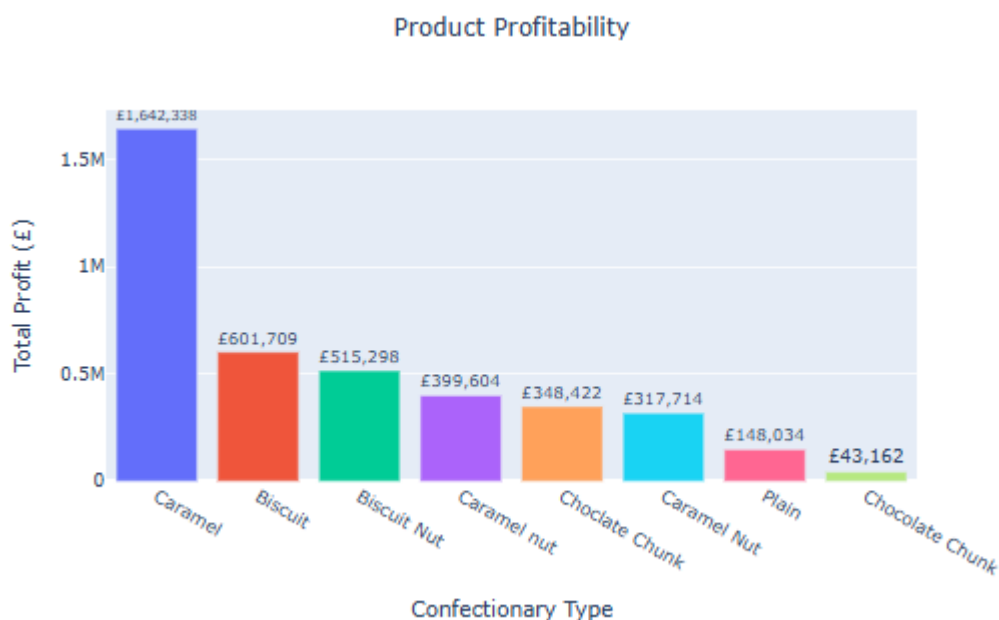 Product Profitability
£1,642,338
1.5M
1M
£601,709
£515,298
0.5M
£399,604
£348,422
£317,714
£148,034
£43,162
0
Total Profit (£)
Caramel
Biscuit
Biscuit Nut
Caramel nut
Choclate Chunk
Caramel Nut
Plain
Chocolate Chunk
Confectionary Type